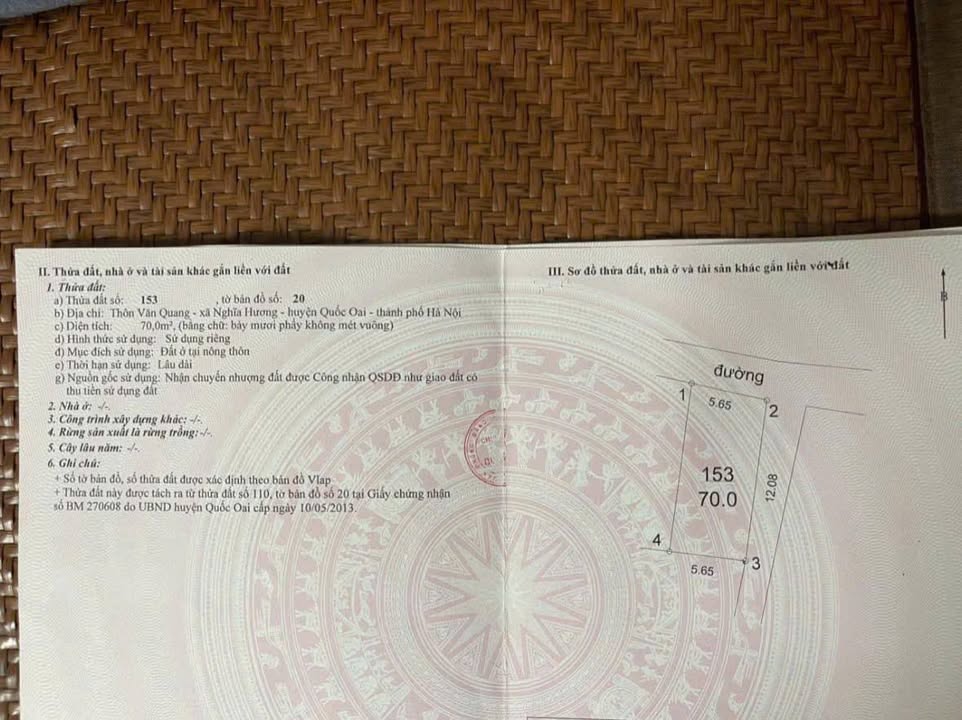 II. Thửa đất, nhà ở và tài sản khác gắn liền với đất
1. Thửa đất:
a) Thửa đất số: 153 , tờ bản đồ số: 20
b) Địa chỉ: Thôn Văn Quang - xã Nghĩa Hương - huyện Quốc Oai - thành phố Hà Nội
c) Diện tích: 70,0m², (bằng chữ: bảy mươi phẩy không mét vuông)
d) Hình thức sử dụng: Sử dụng riêng
đ) Mục đích sử dụng: Đất ở tại nông thôn
e) Thời hạn sử dụng: Lâu dài
g) Nguồn gốc sử dụng: Nhận chuyển nhượng đất được Công nhận QSDĐ như giao đất có
thu tiền sử dụng đất
2. Nhà ở: -/-.
3. Công trình xây dựng khác: -/-.
4. Rừng sản xuất là rừng trồng: -/-.
5. Cây lâu năm: -/-.
6. Ghi chú:
+ Số tờ bản đồ, số thửa đất được xác định theo bản đồ Vlap
+ Thửa đất này được tách ra từ thửa đất số 110, tờ bản đồ số 20 tại Giấy chứng nhận
số BM 270608 do UBND huyện Quốc Oai cấp ngày 10/05/2013.
III. Sơ đồ thửa đất, nhà ở và tài sản khác gắn liền với đất
B
đường
1
5.65
2
153
70.0
12.08
4
3
5.65